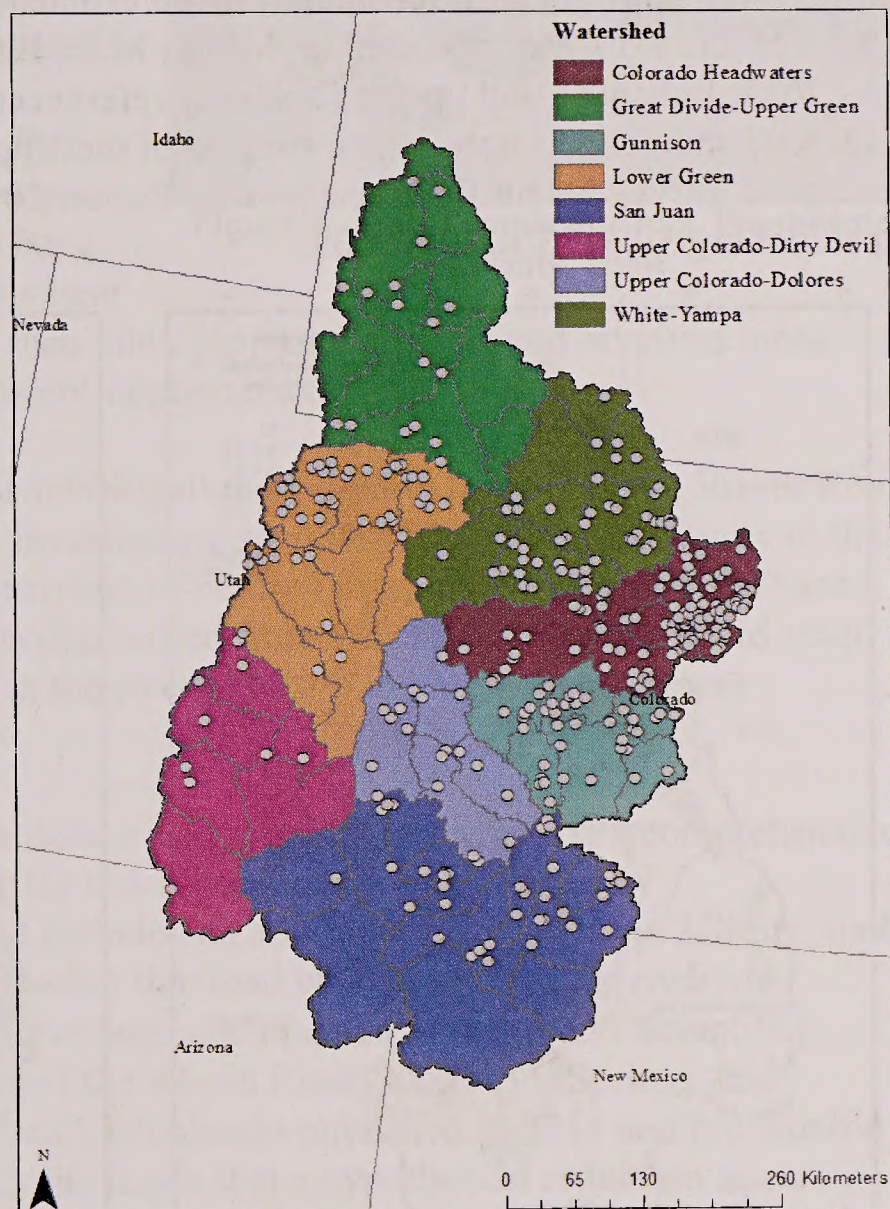 Watershed
Colorado Headwaters
Great Divide-Upper Green
Gunnison
Lower Green
San Juan
Upper Colorado-Dirty Devil
Upper Colorado-Dolores
White-Yampa
Idaho
Nevada
Utah
Colorado
Arizona
New Mexico
N
0 65 130 260 Kilometers